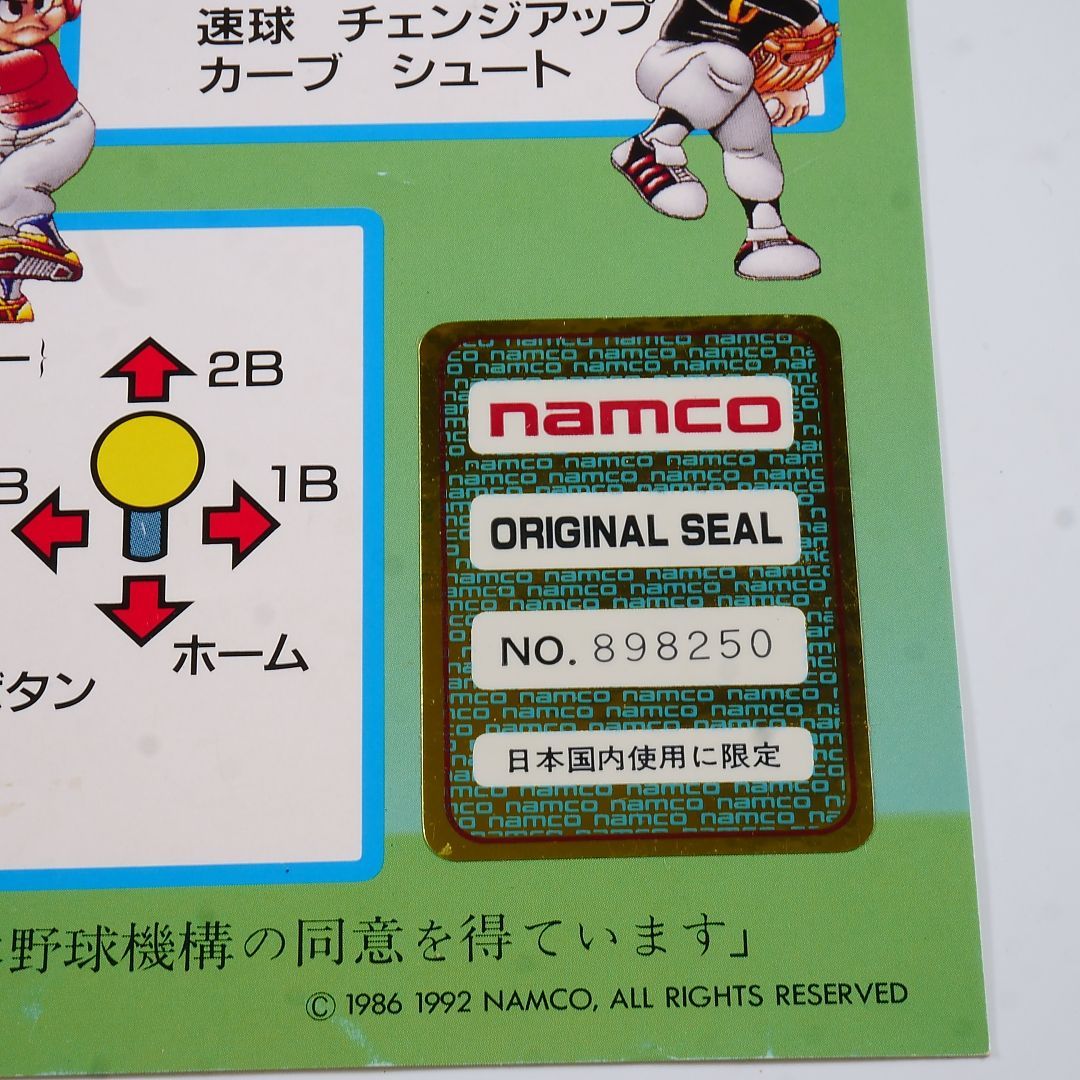 速球 チェンジアップ
カーブ シュート
2B
B
1B
ホーム
ボタン
namco
ORIGINAL SEAL
NO. 898250
日本国内使用に限定
野球機構の同意を得ています」
© 1986 1992 NAMCO, ALL RIGHTS RESERVED